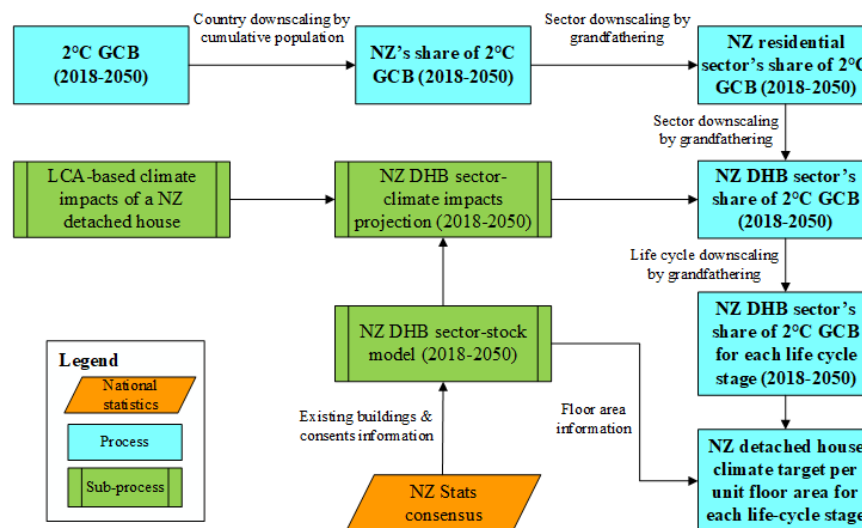 Country downscaling by
cumulative population
Sector downscaling by
grandfathering
2°C GCB
(2018-2050)
NZ's share of 2°C
GCB (2018-2050)
NZ residential
sector's share of 2°C
GCB (2018-2050)
Sector downscaling
by grandfathering
LCA-based climate
impacts of a NZ
detached house
NZ DHB sector-
climate impacts
projection (2018-2050)
NZ DHB sector's
share of 2°C GCB
(2018-2050)
Life cycle downscaling
by grandfathering
NZ DHB sector-stock
model (2018-2050)
NZ DHB sector's
share of 2°C GCB
for each life cycle
stage (2018-2050)
Legend
National
statistics
Process
Sub-process
Existing buildings &
consents information
Floor area
information
NZ Stats
consensus
NZ detached house
climate target per
unit floor area for
each life-cycle stage